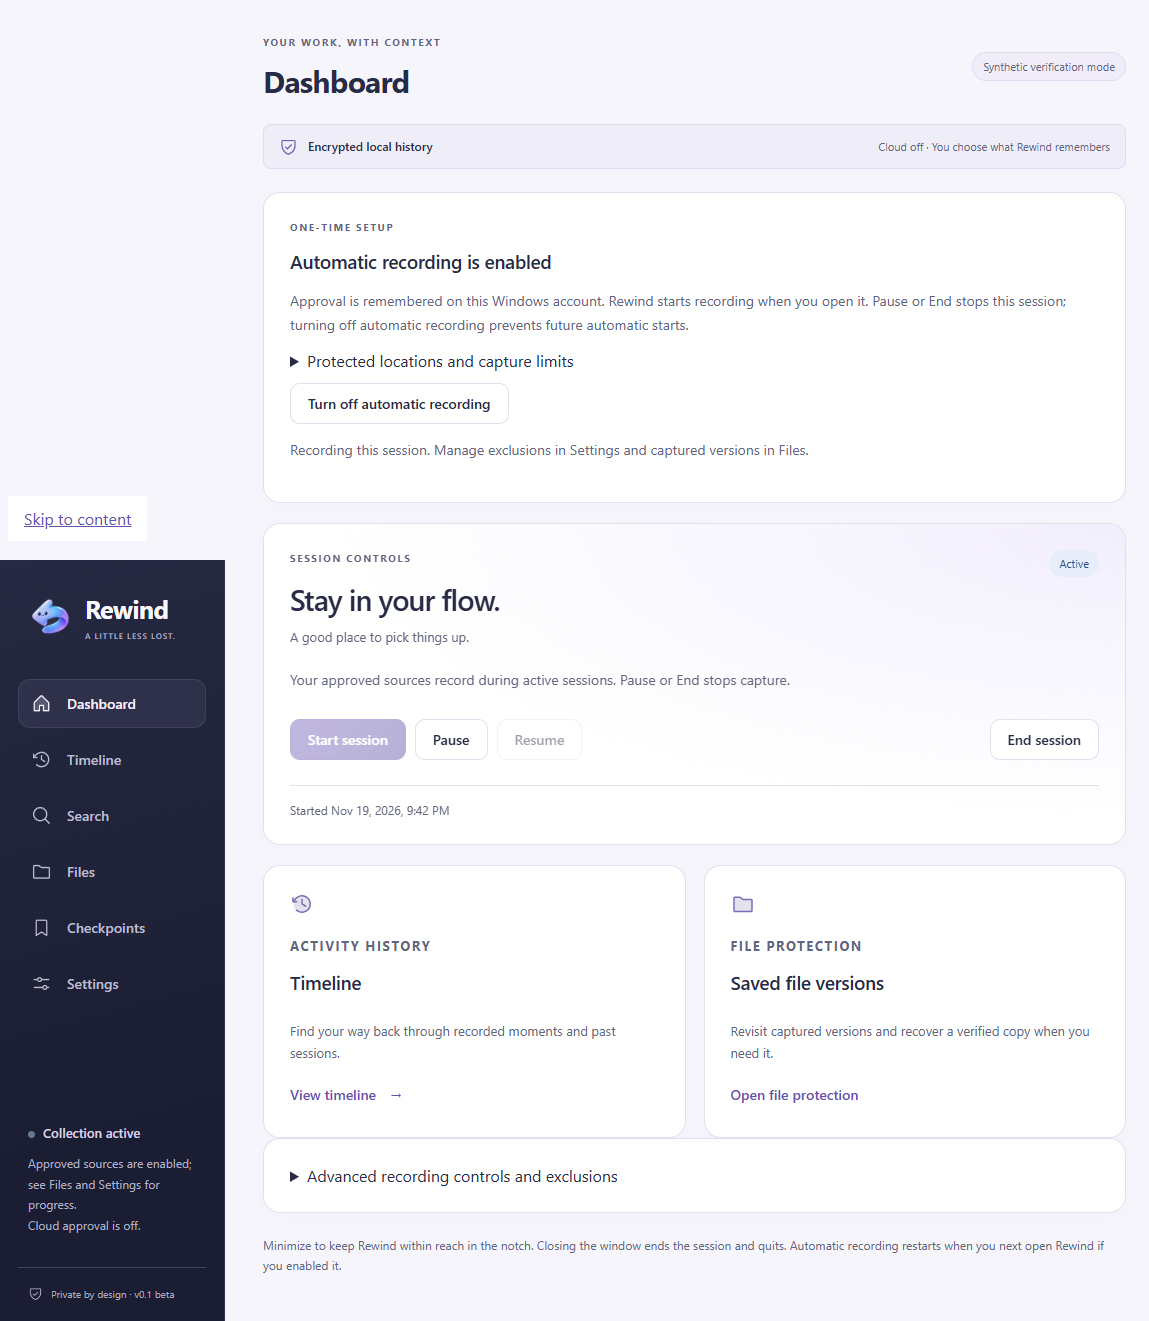 YOUR WORK, WITH CONTEXT
Dashboard
Synthetic verification mode
Encrypted local history
Cloud off · You choose what Rewind remembers
ONE-TIME SETUP
Automatic recording is enabled
Approval is remembered on this Windows account. Rewind starts recording when you open it. Pause or End stops this session;
turning off automatic recording prevents future automatic starts.
Protected locations and capture limits
Turn off automatic recording
Recording this session. Manage exclusions in Settings and captured versions in Files.
Skip to content
Rewind
A LITTLE LESS LOST.
Dashboard
Timeline
Search
Files
Checkpoints
Settings
Collection active
Approved sources are enabled;
see Files and Settings for
progress.
Cloud approval is off.
Private by design · v0.1 beta
SESSION CONTROLS
Active
Stay in your flow.
A good place to pick things up.
Your approved sources record during active sessions. Pause or End stops capture.
Start session
Pause
Resume
End session
Started Nov 19, 2026, 9:42 PM
ACTIVITY HISTORY
Timeline
Find your way back through recorded moments and past
sessions.
View timeline →
FILE PROTECTION
Saved file versions
Revisit captured versions and recover a verified copy when you
need it.
Open file protection
Advanced recording controls and exclusions
Minimize to keep Rewind within reach in the notch. Closing the window ends the session and quits. Automatic recording restarts when you next open Rewind if
you enabled it.